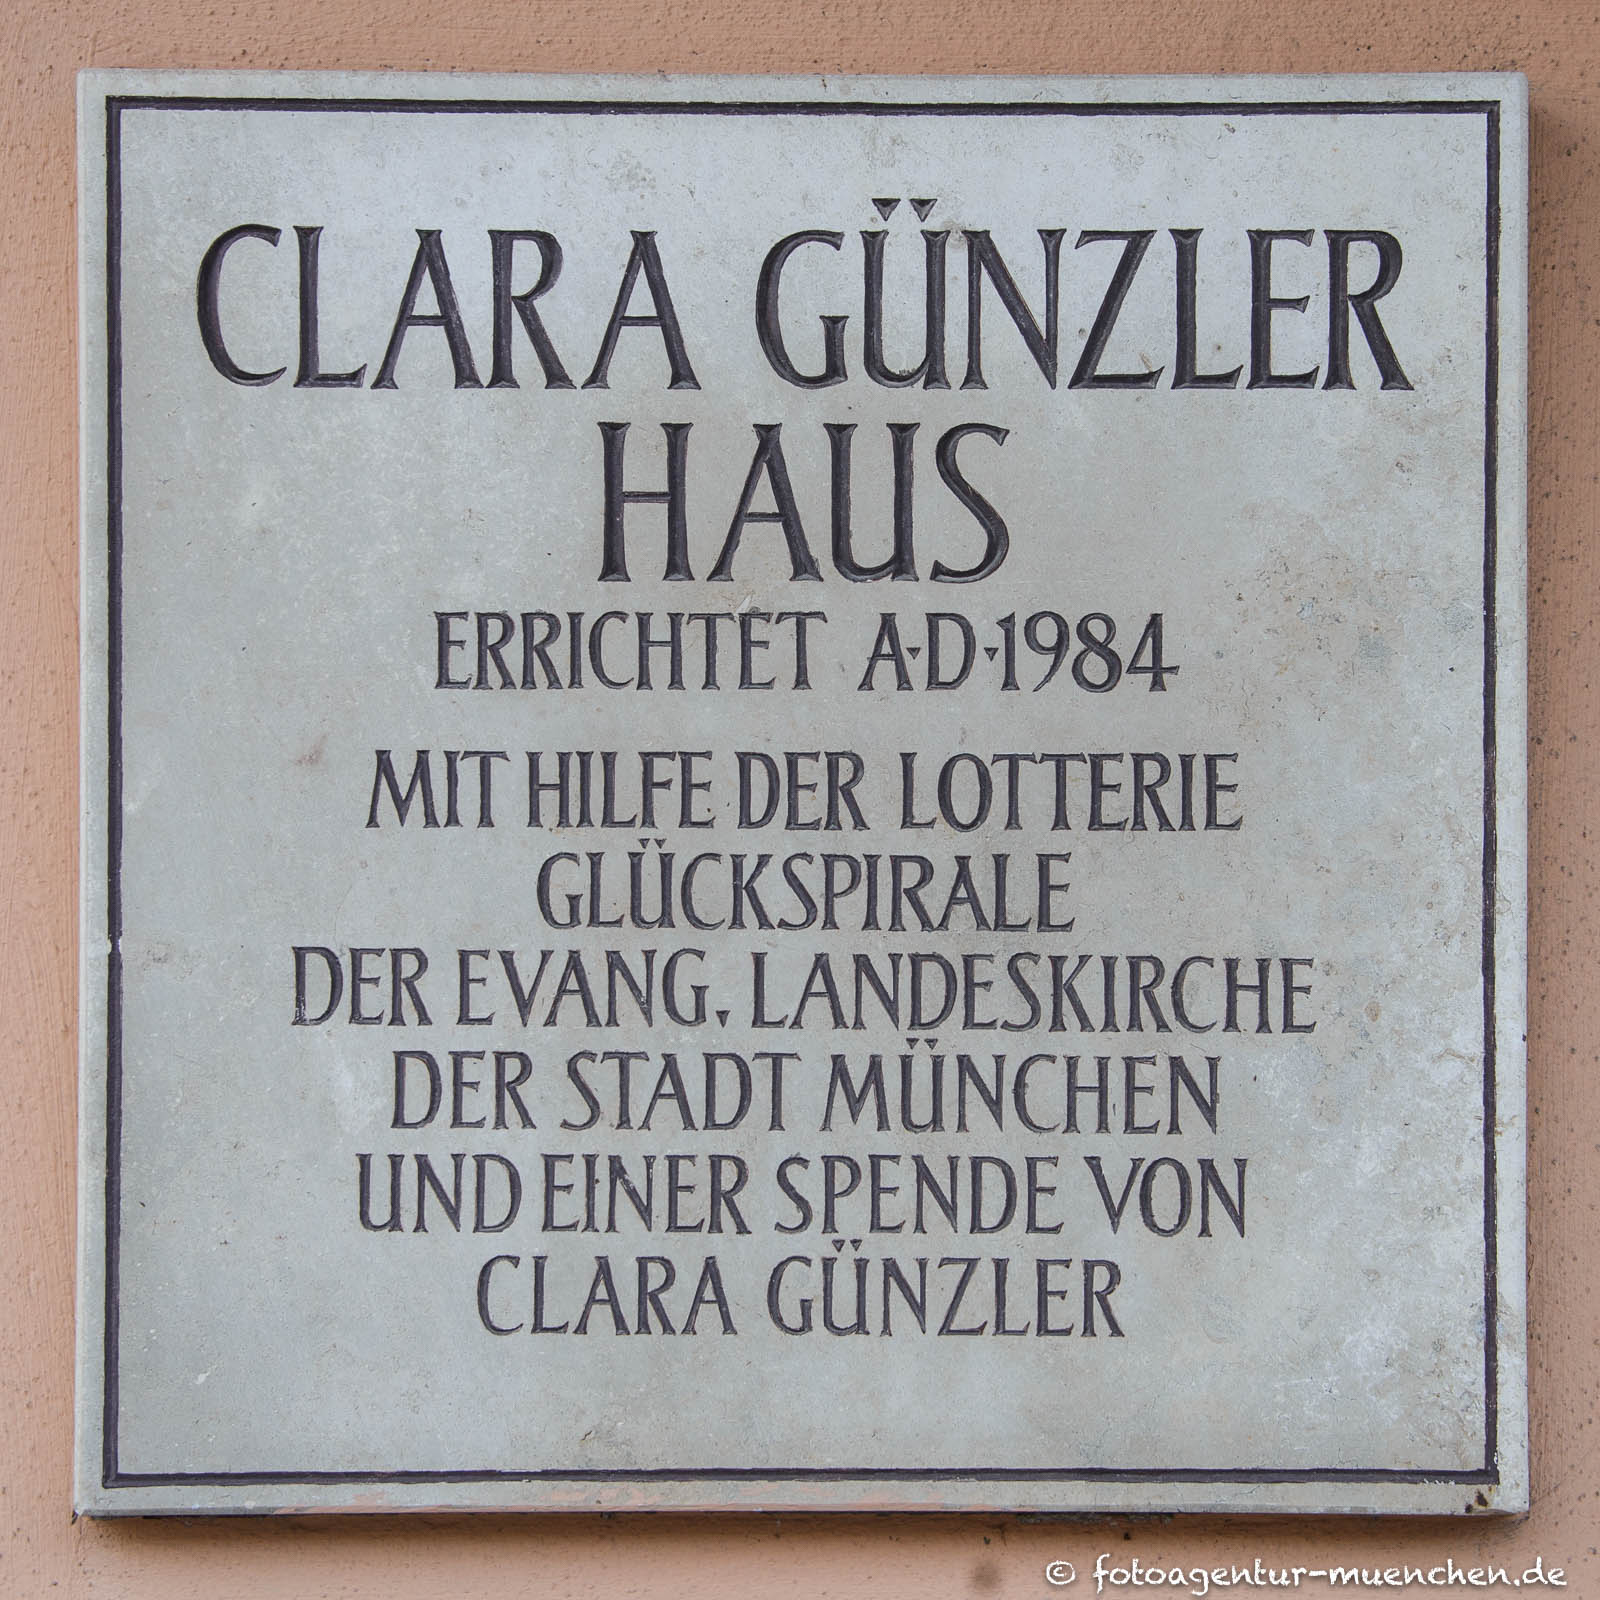 CLARA GÜNZLER
HAUS
ERRICHTET A·D·1984
MIT HILFE DER LOTTERIE
GLÜCKSPIRALE
DER EVANG. LANDESKIRCHE
DER STADT MÜNCHEN
UND EINER SPENDE VON
CLARA GÜNZLER
© fotoagentur-muenchen.de